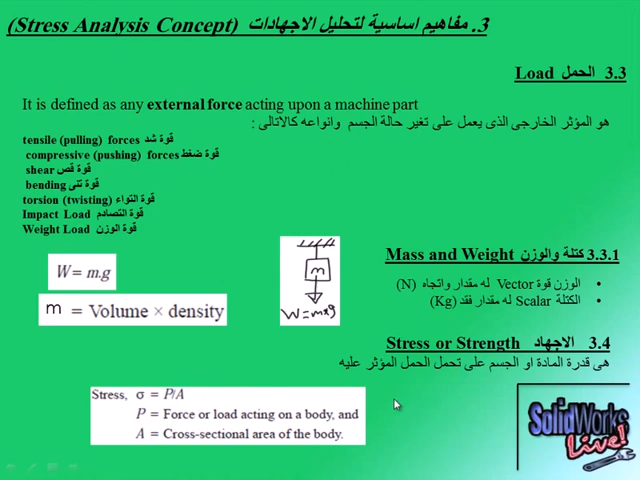 3. مفاهيم اساسية لتحليل الاجهادات (Stress Analysis Concept)
3.3 الحمل Load
It is defined as any external force acting upon a machine part
هو المؤثر الخارجى الذى يعمل على تغير حالة الجسم وانواعه كالاتالى :
tensile (pulling) forces قوة شد
compressive (pushing) forces قوة ضغط
shear قوة قص
bending قوة ثنى
torsion (twisting) قوة التواء
Impact Load قوة التصادم
Weight Load قوة الوزن
m
W=mxg
W = m.g
m = Volume × density
3.3.1 كتلة والوزن Mass and Weight
• الوزن قوة Vector له مقدار واتجاه (N)
• الكتلة Scalar له مقدار فقد (Kg)
3.4 الاجهاد Stress or Strength
هى قدرة المادة او الجسم على تحمل الحمل المؤثر عليه
Stress, σ = P/A
P = Force or load acting on a body, and
A = Cross-sectional area of the body.
SolidWorks
Live!